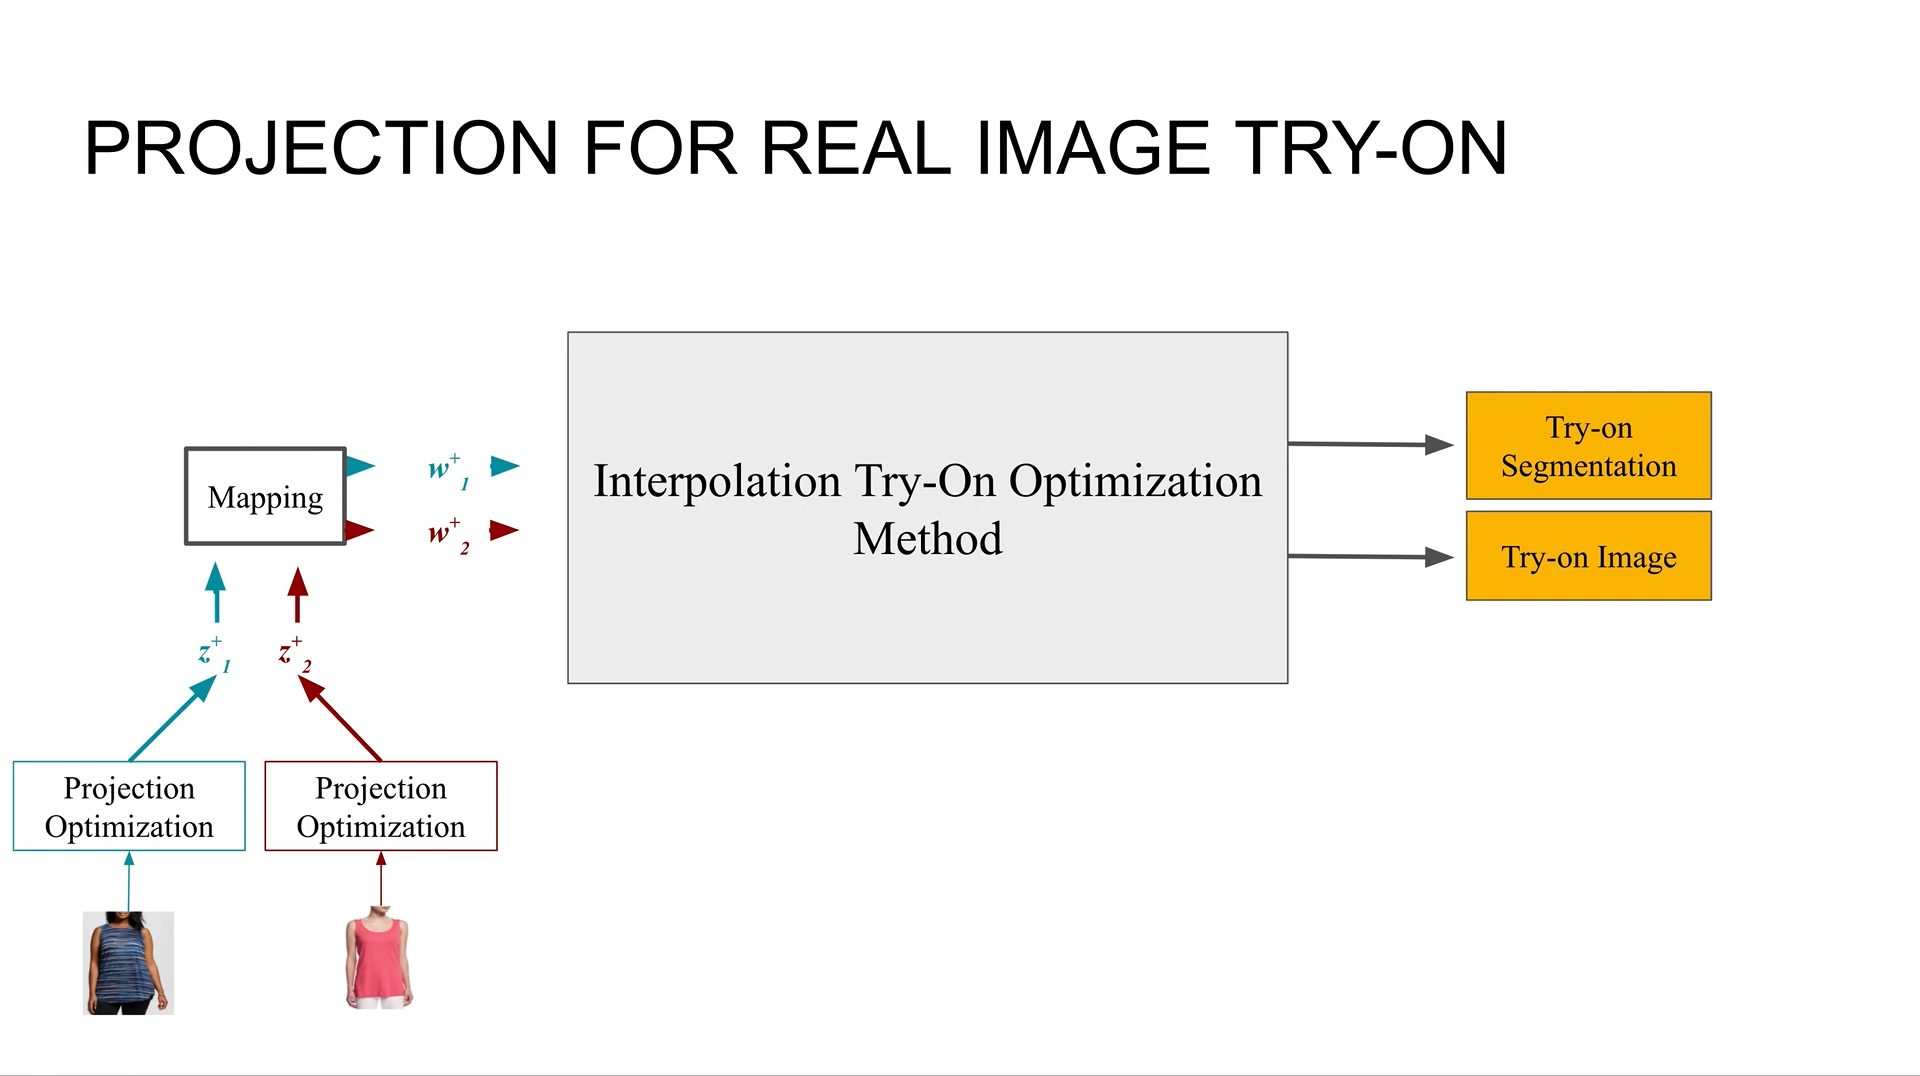 PROJECTION FOR REAL IMAGE TRY-ON
Mapping
w+1
w+2
z+1
z+2
Projection
Optimization
Projection
Optimization
Interpolation Try-On Optimization
Method
Try-on
Segmentation
Try-on Image